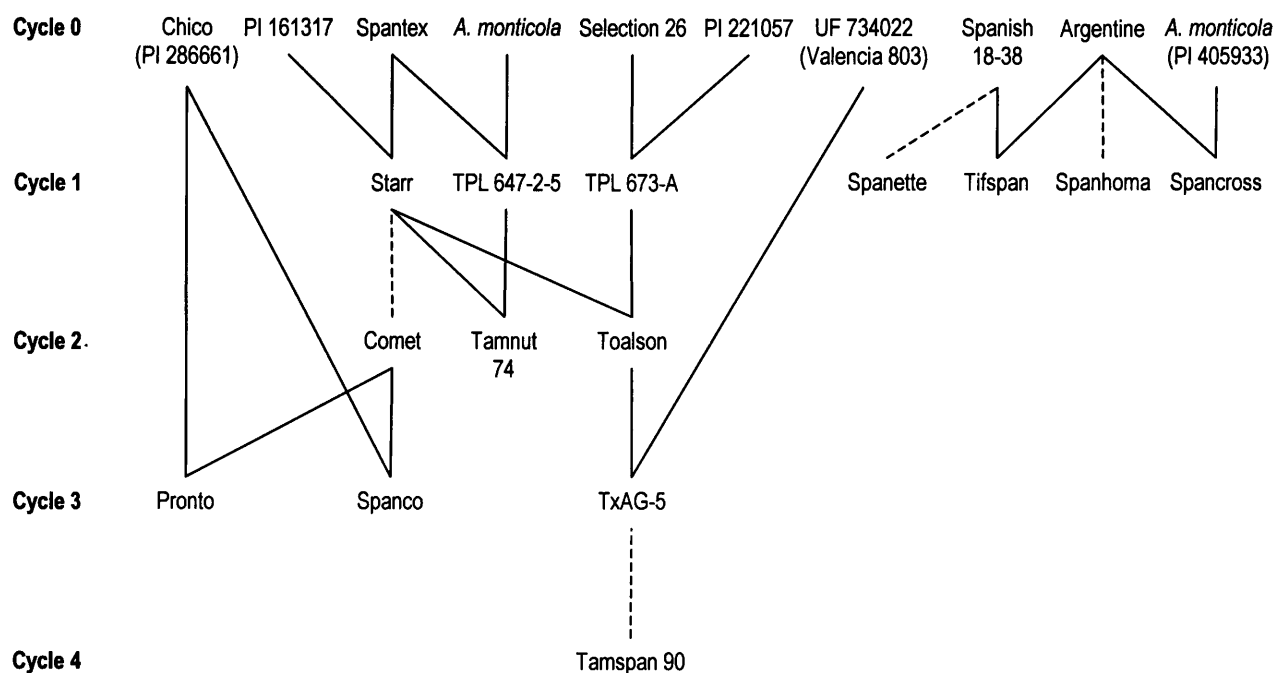 Cycle 0
Chico
(PI 286661)
PI 161317
Spantex
A. monticola
Selection 26
PI 221057
UF 734022
(Valencia 803)
Spanish
18-38
Argentine
A. monticola
(PI 405933)
Cycle 1
Starr
TPL 647-2-5
TPL 673-A
Spanette
Tifspan
Spanhoma
Spancross
Cycle 2
Comet
Tamnut
74
Toalson
Cycle 3
Pronto
Spanco
TxAG-5
Cycle 4
Tamspan 90